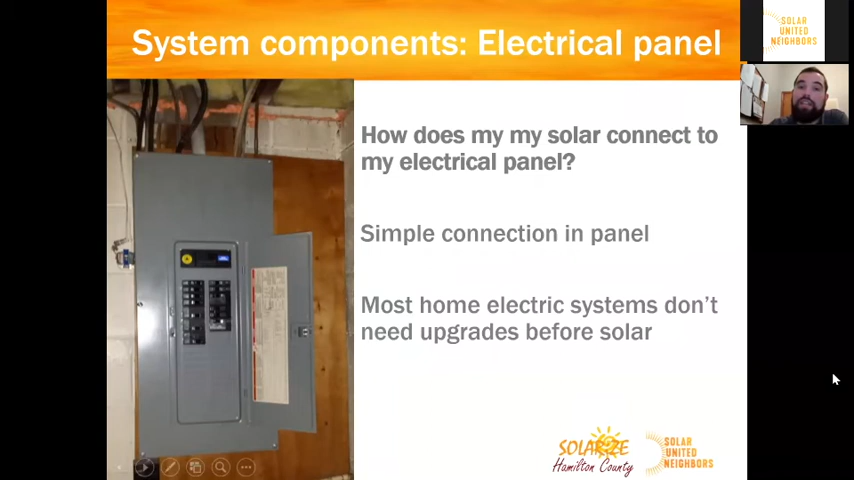 System components: Electrical panel
How does my my solar connect to
my electrical panel?
Simple connection in panel
Most home electric systems don't
need upgrades before solar
SOLARIZE
Hamilton County
SOLAR
UNITED
NEIGHBORS
SOLAR
UNITED
NEIGHBORS